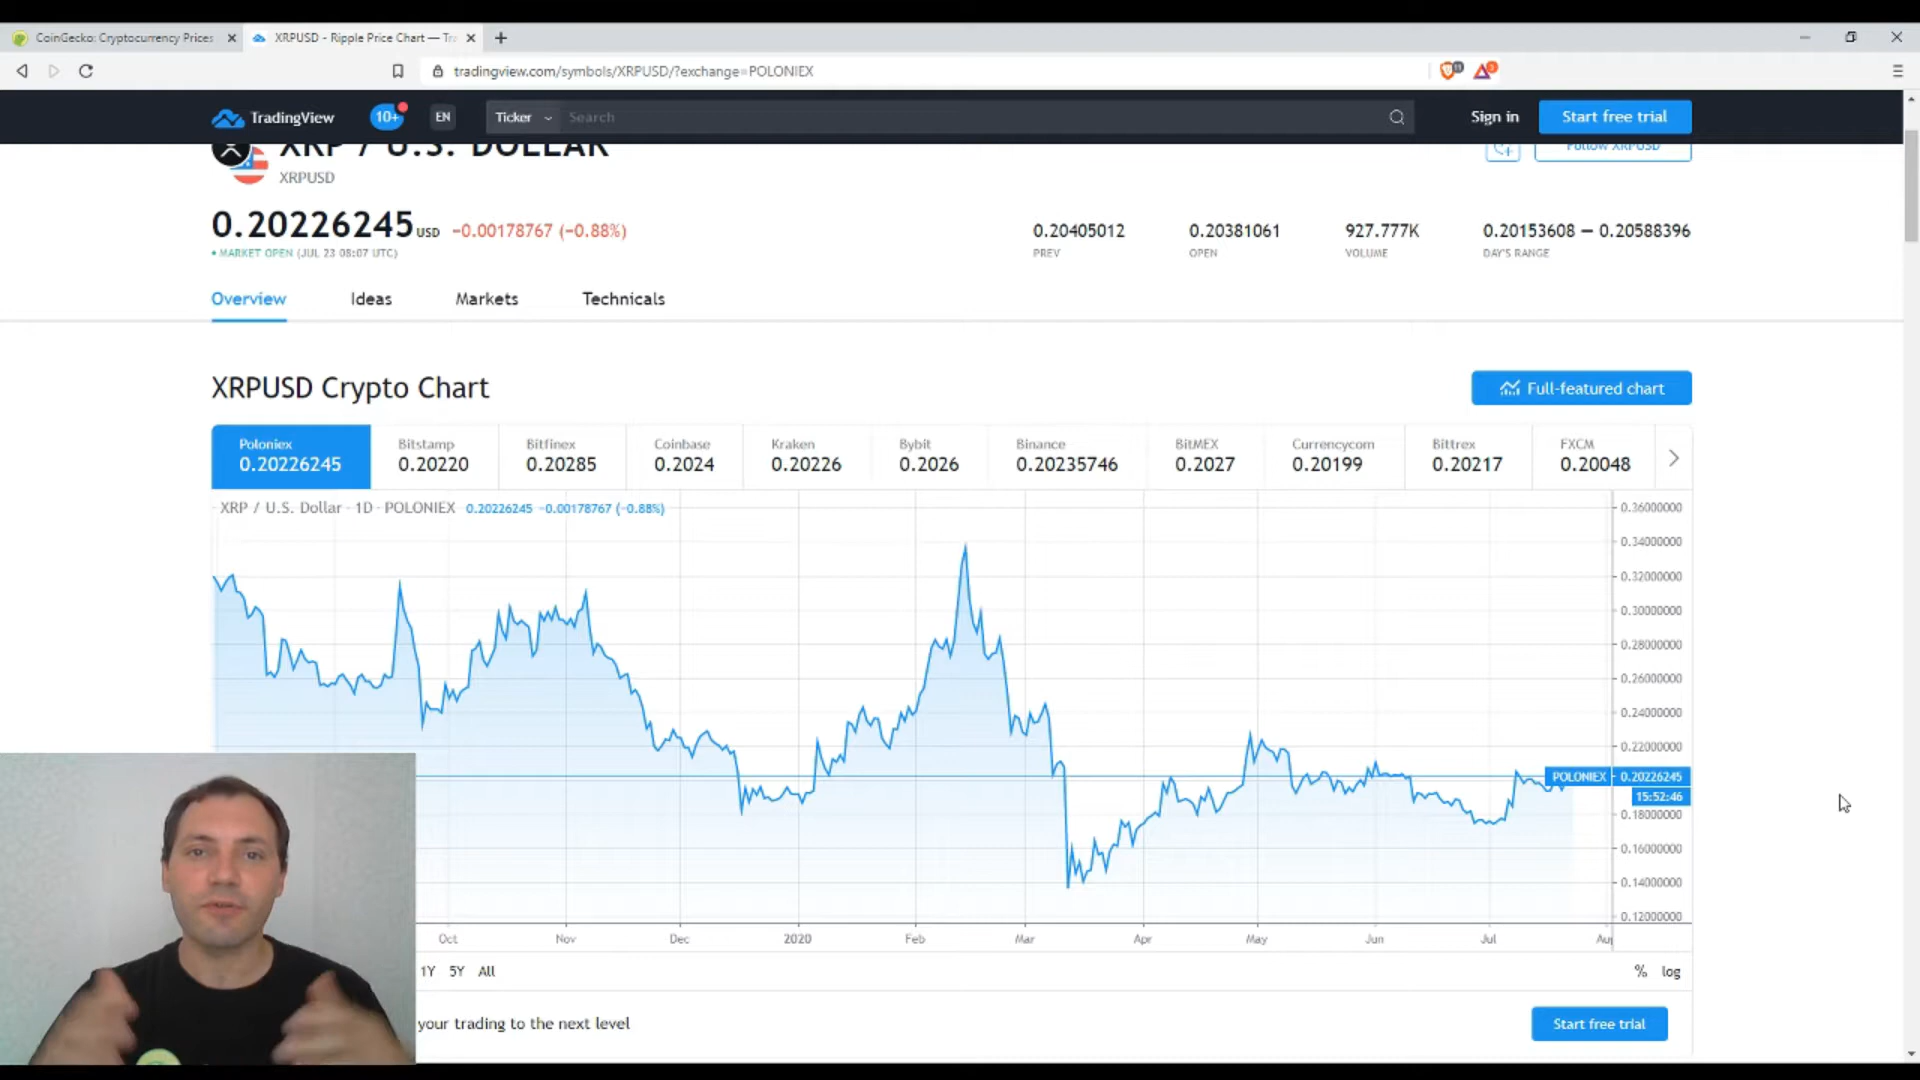 CoinGecko: Cryptocurrency Prices
XRPUSD - Ripple Price Chart — Tr
tradingview.com/symbols/XRPUSD/?exchange=POLONIEX
11
TradingView
10+
EN
Ticker
Search
Sign in
Start free trial
XRP / U.S. DOLLAR
Follow XRPUSD
XRPUSD
0.20226245 USD −0.00178767 (−0.88%)
• MARKET OPEN (JUL 23 08:07 UTC)
0.20405012
PREV
0.20381061
OPEN
927.777K
VOLUME
0.20153608 — 0.20588396
DAY'S RANGE
Overview
Ideas
Markets
Technicals
XRPUSD Crypto Chart
Full-featured chart
Poloniex
0.20226245
Bitstamp
0.20220
Bitfinex
0.20285
Coinbase
0.2024
Kraken
0.20226
Bybit
0.2026
Binance
0.20235746
BitMEX
0.2027
Currencycom
0.20199
Bittrex
0.20217
FXCM
0.20048
XRP / U.S. Dollar · 1D · POLONIEX 0.20226245 −0.00178767 (−0.88%)
0.36000000
0.34000000
0.32000000
0.30000000
0.28000000
0.26000000
0.24000000
0.22000000
POLONIEX 0.20226245
15:52:46
0.18000000
0.16000000
0.14000000
0.12000000
Oct
Nov
Dec
2020
Feb
Mar
Apr
May
Jun
Jul
Aug
1Y
5Y
All
%
log
your trading to the next level
Start free trial